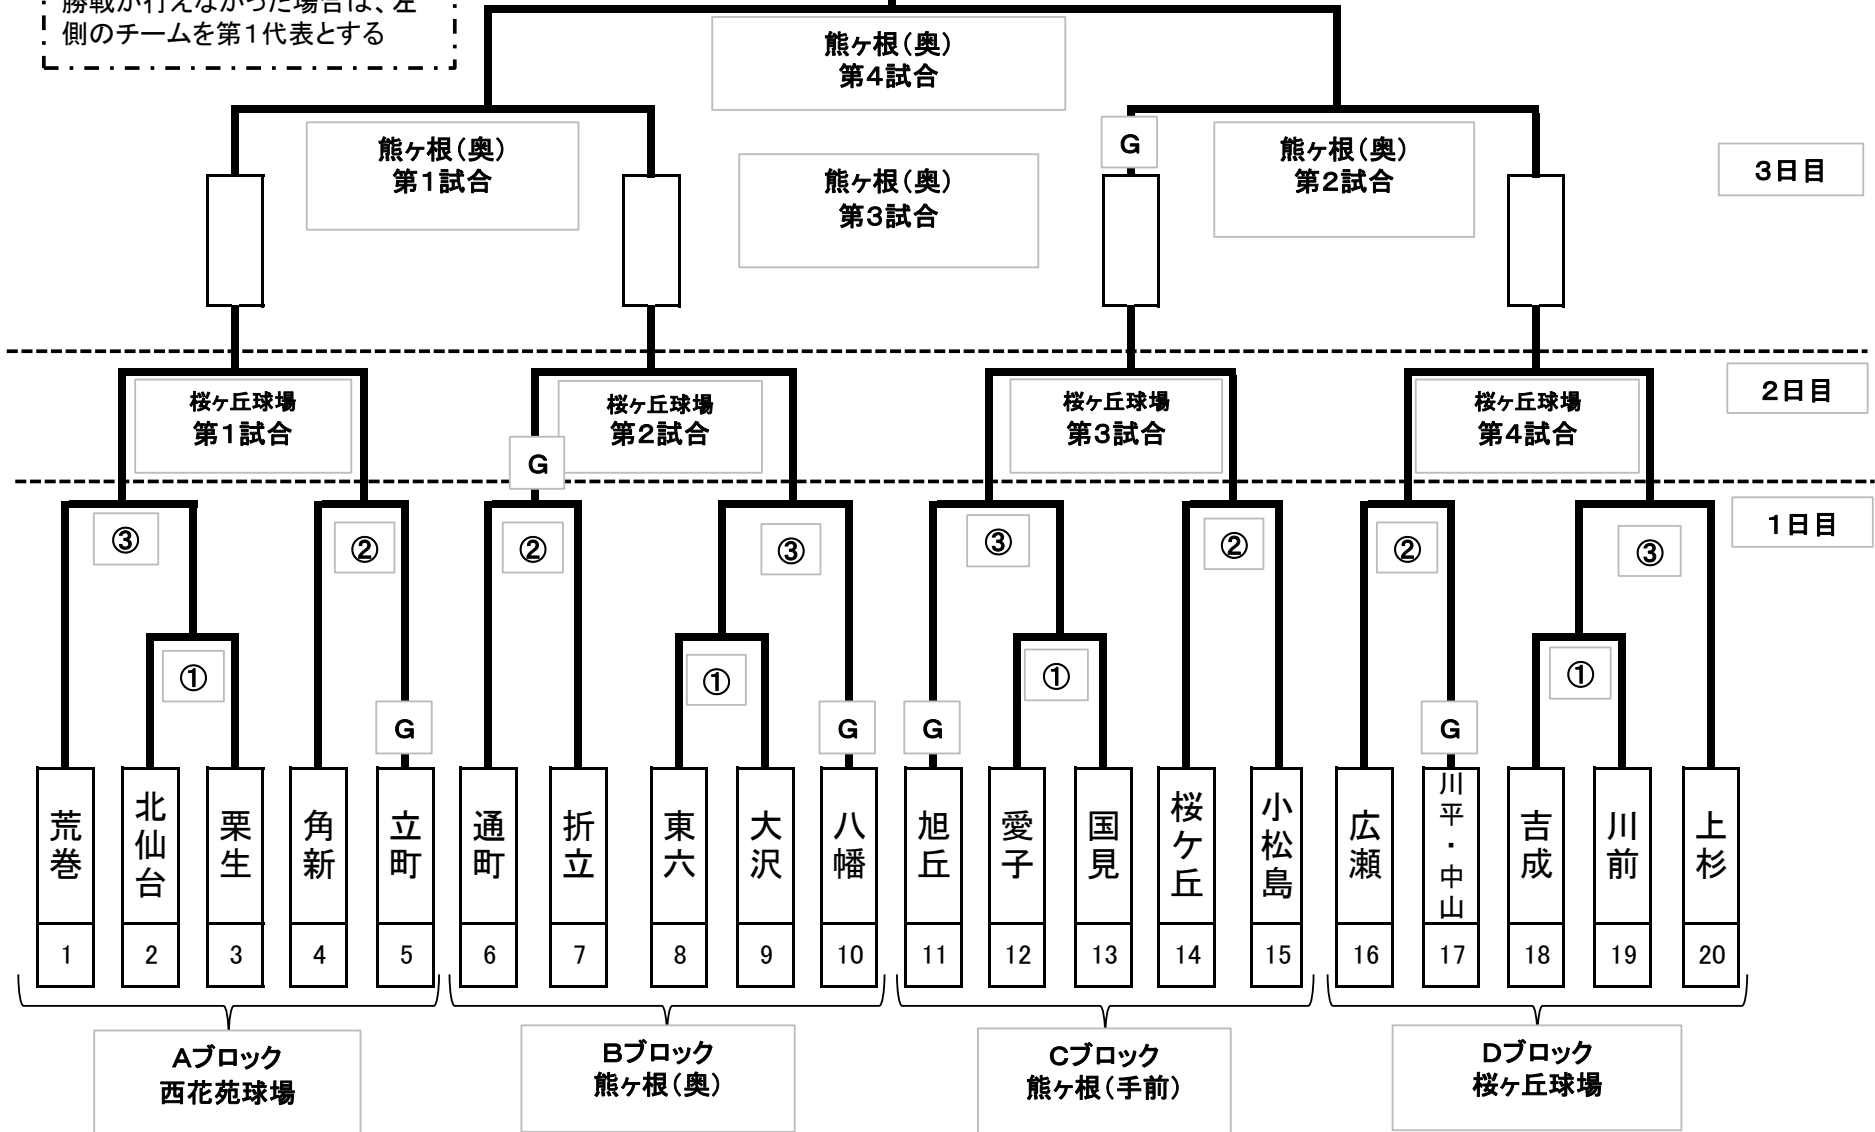 勝戦が行えなかった場合は、左
側のチームを第1代表とする
熊ヶ根(奥)
第4試合
熊ヶ根(奥)
第1試合
熊ヶ根(奥)
第3試合
G
熊ヶ根(奥)
第2試合
3日目
桜ヶ丘球場
第1試合
桜ヶ丘球場
第2試合
桜ヶ丘球場
第3試合
桜ヶ丘球場
第4試合
2日目
G
1日目
③
②
②
③
③
②
②
③
①
①
①
①
G
G
G
G
荒巻
北仙台
栗生
角新
立町
通町
折立
東六
大沢
八幡
旭丘
愛子
国見
桜ケ丘
小松島
広瀬
川平・中山
吉成
川前
上杉
1
2
3
4
5
6
7
8
9
10
11
12
13
14
15
16
17
18
19
20
Aブロック
西花苑球場
Bブロック
熊ヶ根(奥)
Cブロック
熊ヶ根(手前)
Dブロック
桜ヶ丘球場